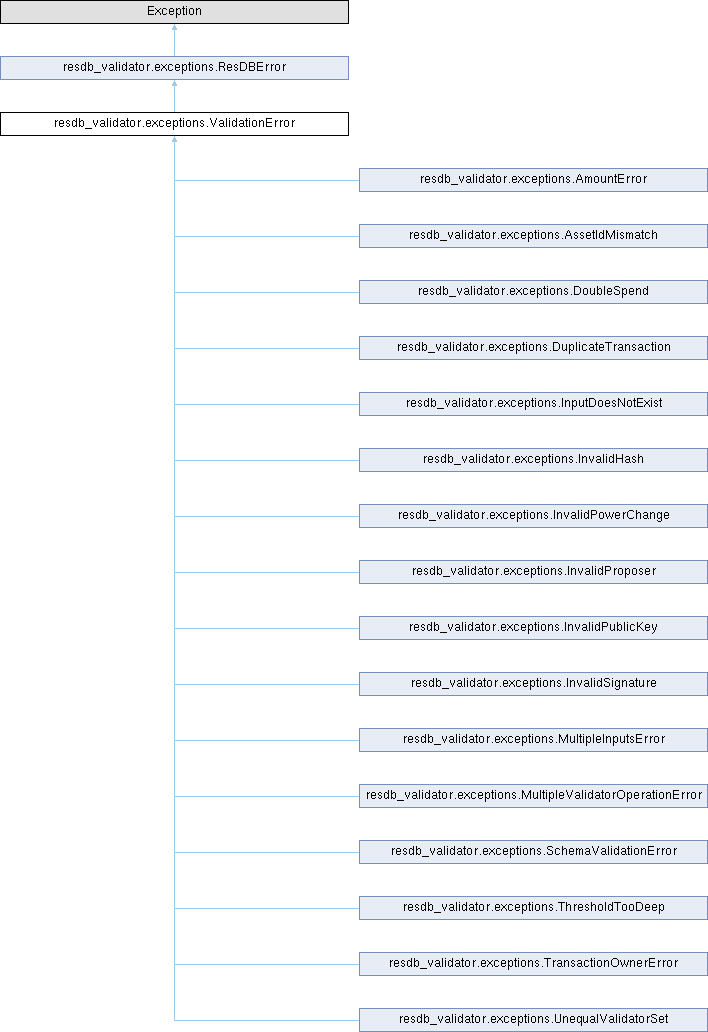 Exception
resdb_validator.exceptions.ResDBError
resdb_validator.exceptions.ValidationError
resdb_validator.exceptions.AmountError
resdb_validator.exceptions.AssetIdMismatch
resdb_validator.exceptions.DoubleSpend
resdb_validator.exceptions.DuplicateTransaction
resdb_validator.exceptions.InputDoesNotExist
resdb_validator.exceptions.InvalidHash
resdb_validator.exceptions.InvalidPowerChange
resdb_validator.exceptions.InvalidProposer
resdb_validator.exceptions.InvalidPublicKey
resdb_validator.exceptions.InvalidSignature
resdb_validator.exceptions.MultipleInputsError
resdb_validator.exceptions.MultipleValidatorOperationError
resdb_validator.exceptions.SchemaValidationError
resdb_validator.exceptions.ThresholdTooDeep
resdb_validator.exceptions.TransactionOwnerError
resdb_validator.exceptions.UnequalValidatorSet